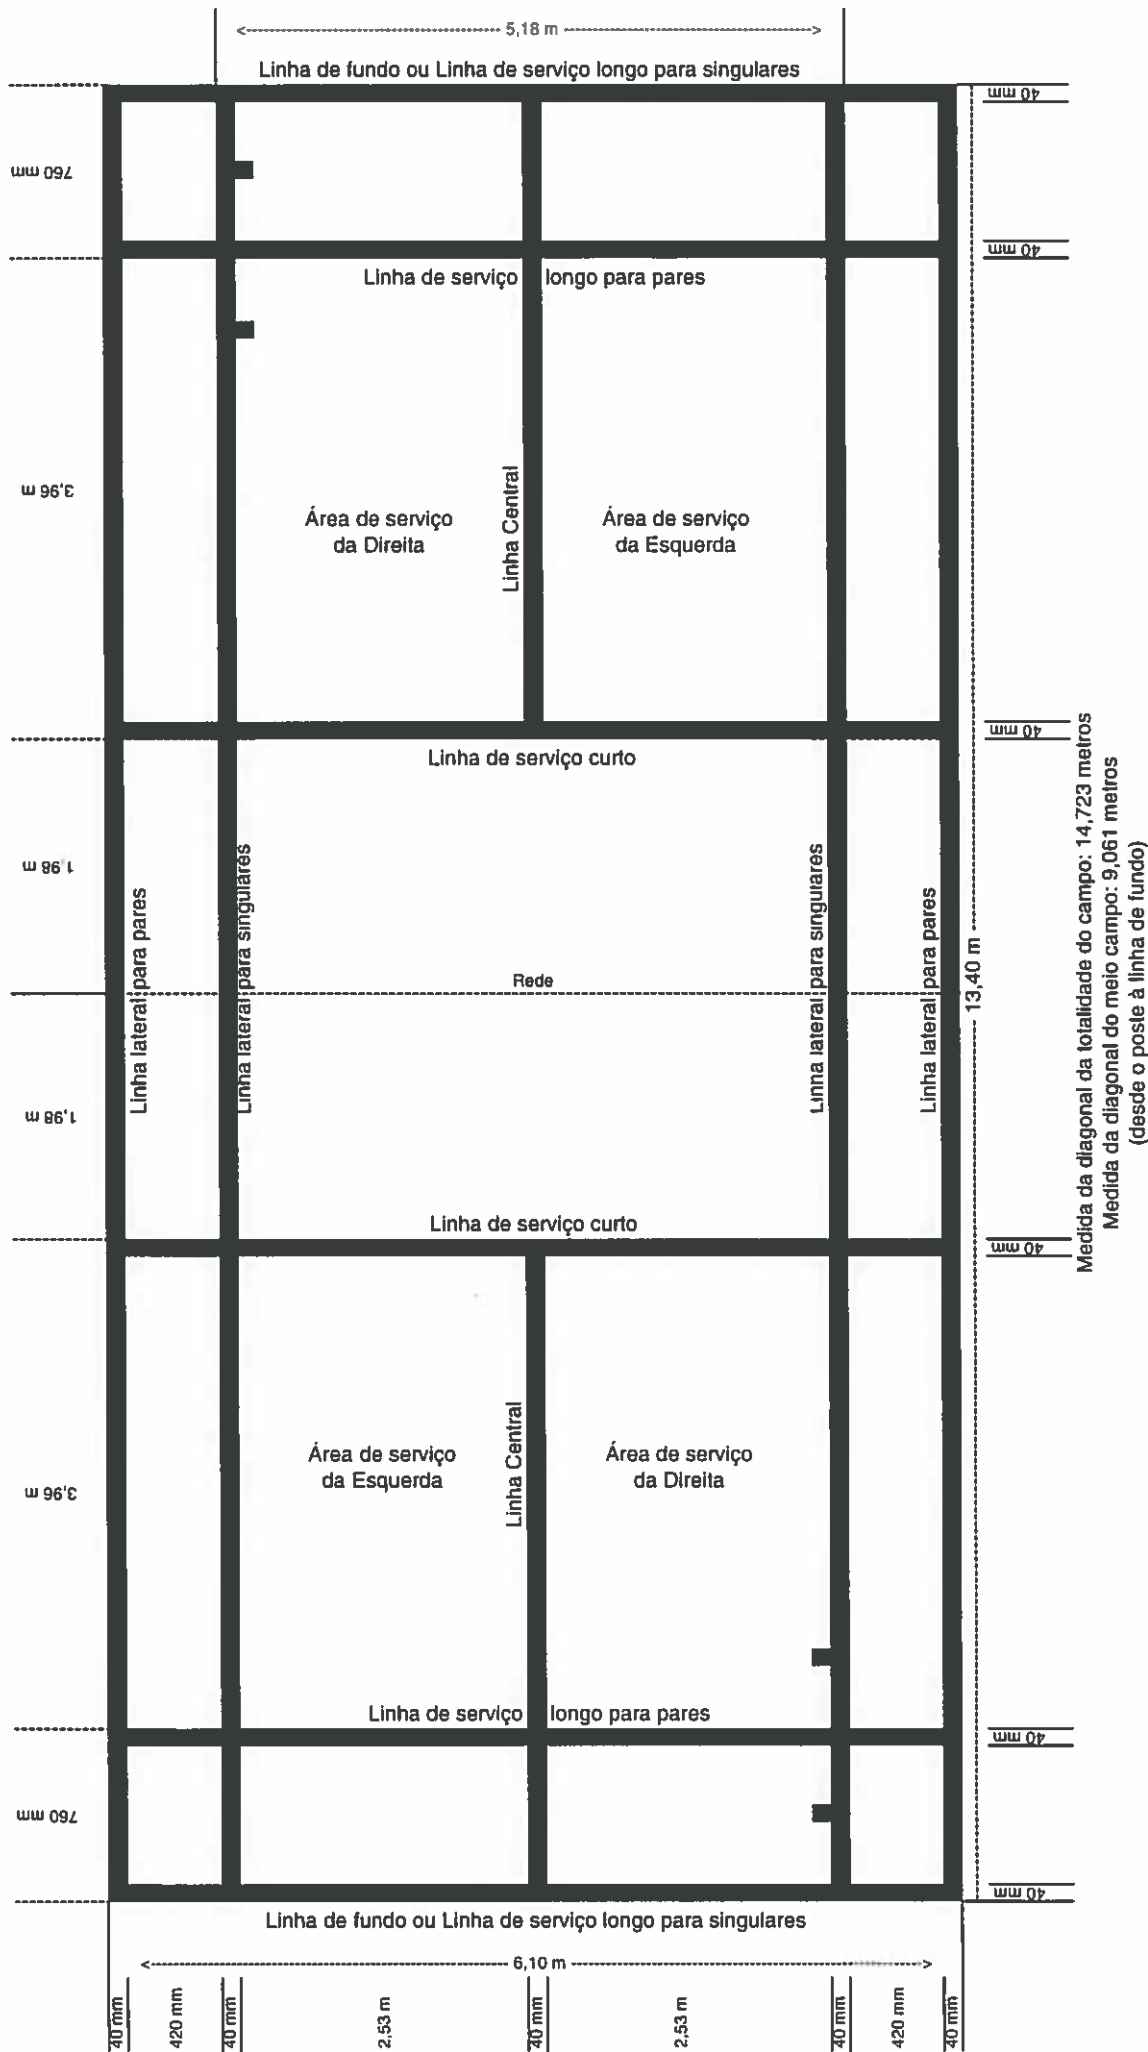 5,18 m
Linha de fundo ou Linha de serviço longo para singulares
40 mm
760 mm
40 mm
Linha de serviço longo para pares
3,96 m
Linha Central
Área de serviço
da Direita
Área de serviço
da Esquerda
40 mm
Linha de serviço curto
1,98 m
Linha lateral para pares
Linha lateral para singulares
Linha lateral para singulares
Linha lateral para pares
Rede
13,40 m
Medida da diagonal da totalidade do campo: 14,723 metros
Medida da diagonal do meio campo: 9,061 metros
(desde o poste à linha de fundo)
1,98 m
Linha de serviço curto
40 mm
3,96 m
Área de serviço
da Esquerda
Linha Central
Área de serviço
da Direita
Linha de serviço longo para pares
40 mm
760 mm
40 mm
Linha de fundo ou Linha de serviço longo para singulares
6,10 m
40 mm
420 mm
40 mm
2,53 m
40 mm
2,53 m
40 mm
420 mm
40 mm